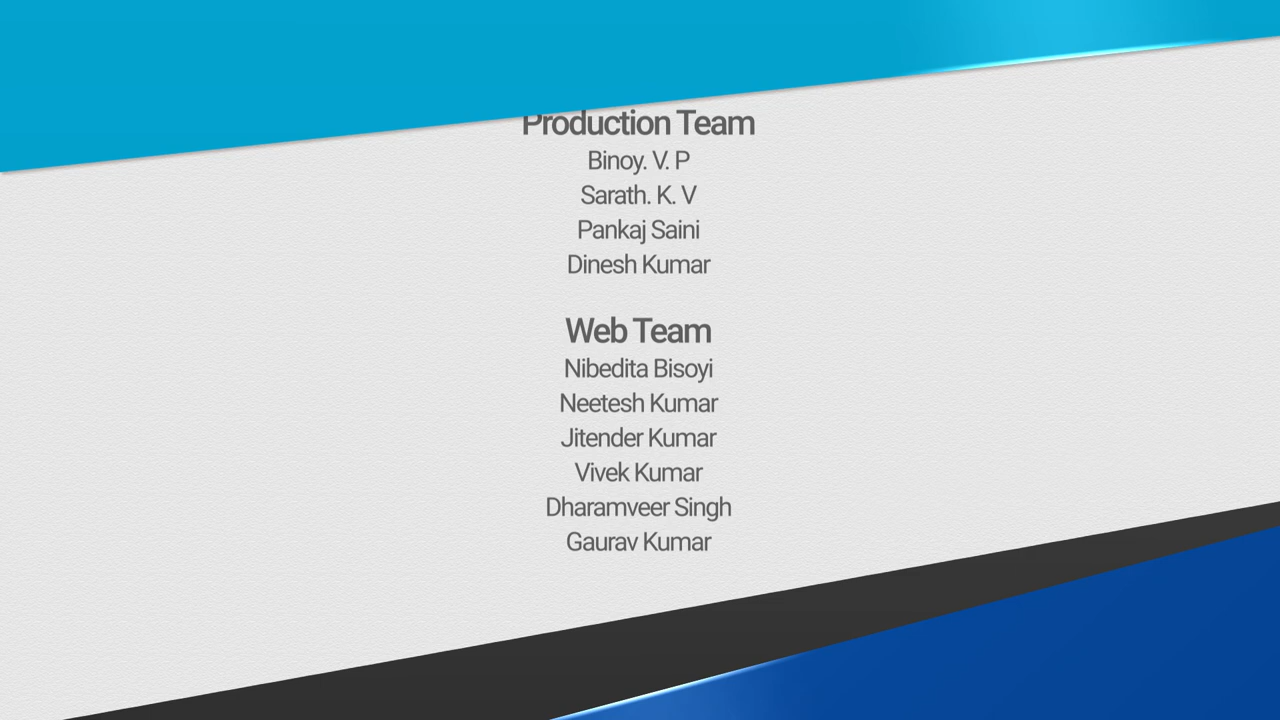 Production Team
Binoy. V. P
Sarath. K. V
Pankaj Saini
Dinesh Kumar
Web Team
Nibedita Bisoyi
Neetesh Kumar
Jitender Kumar
Vivek Kumar
Dharamveer Singh
Gaurav Kumar